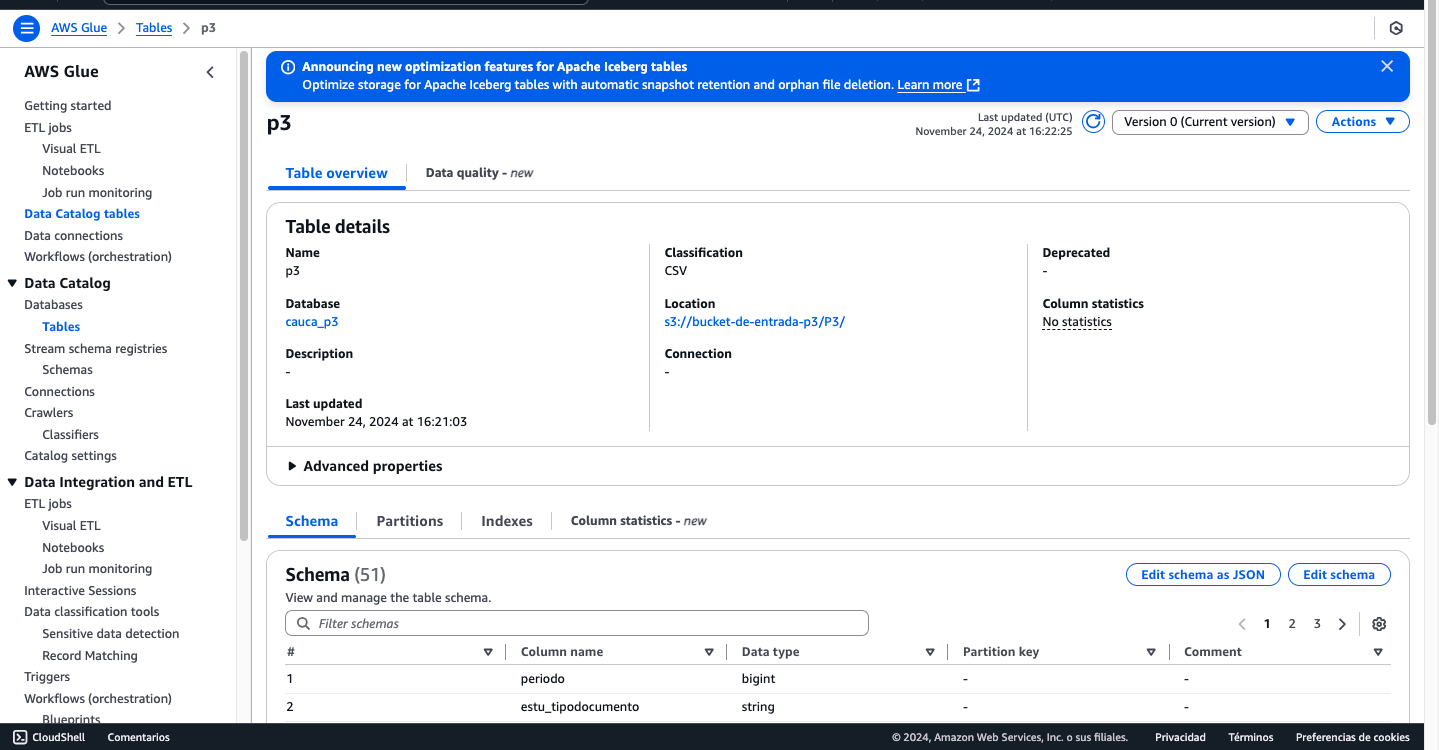 AWS Glue > Tables > p3
AWS Glue
Getting started
ETL jobs
Visual ETL
Notebooks
Job run monitoring
Data Catalog tables
Data connections
Workflows (orchestration)
Data Catalog
Databases
Tables
Stream schema registries
Schemas
Connections
Crawlers
Classifiers
Catalog settings
Data Integration and ETL
ETL jobs
Visual ETL
Notebooks
Job run monitoring
Interactive Sessions
Data classification tools
Sensitive data detection
Record Matching
Triggers
Workflows (orchestration)
Blueprints
Announcing new optimization features for Apache Iceberg tables
Optimize storage for Apache Iceberg tables with automatic snapshot retention and orphan file deletion. Learn more
p3
Last updated (UTC)
November 24, 2024 at 16:22:25
Version 0 (Current version)
Actions
Table overview
Data quality - new
Table details
Name
p3
Database
cauca_p3
Description
-
Last updated
November 24, 2024 at 16:21:03
Classification
CSV
Location
s3://bucket-de-entrada-p3/P3/
Connection
-
Deprecated
-
Column statistics
No statistics
Advanced properties
Schema
Partitions
Indexes
Column statistics - new
Schema (51)
View and manage the table schema.
Edit schema as JSON
Edit schema
Filter schemas
1 2 3
# Column name Data type Partition key Comment
1 periodo bigint - -
2 estu_tipodocumento string - -
CloudShell Comentarios © 2024, Amazon Web Services, Inc. o sus filiales. Privacidad Términos Preferencias de cookies